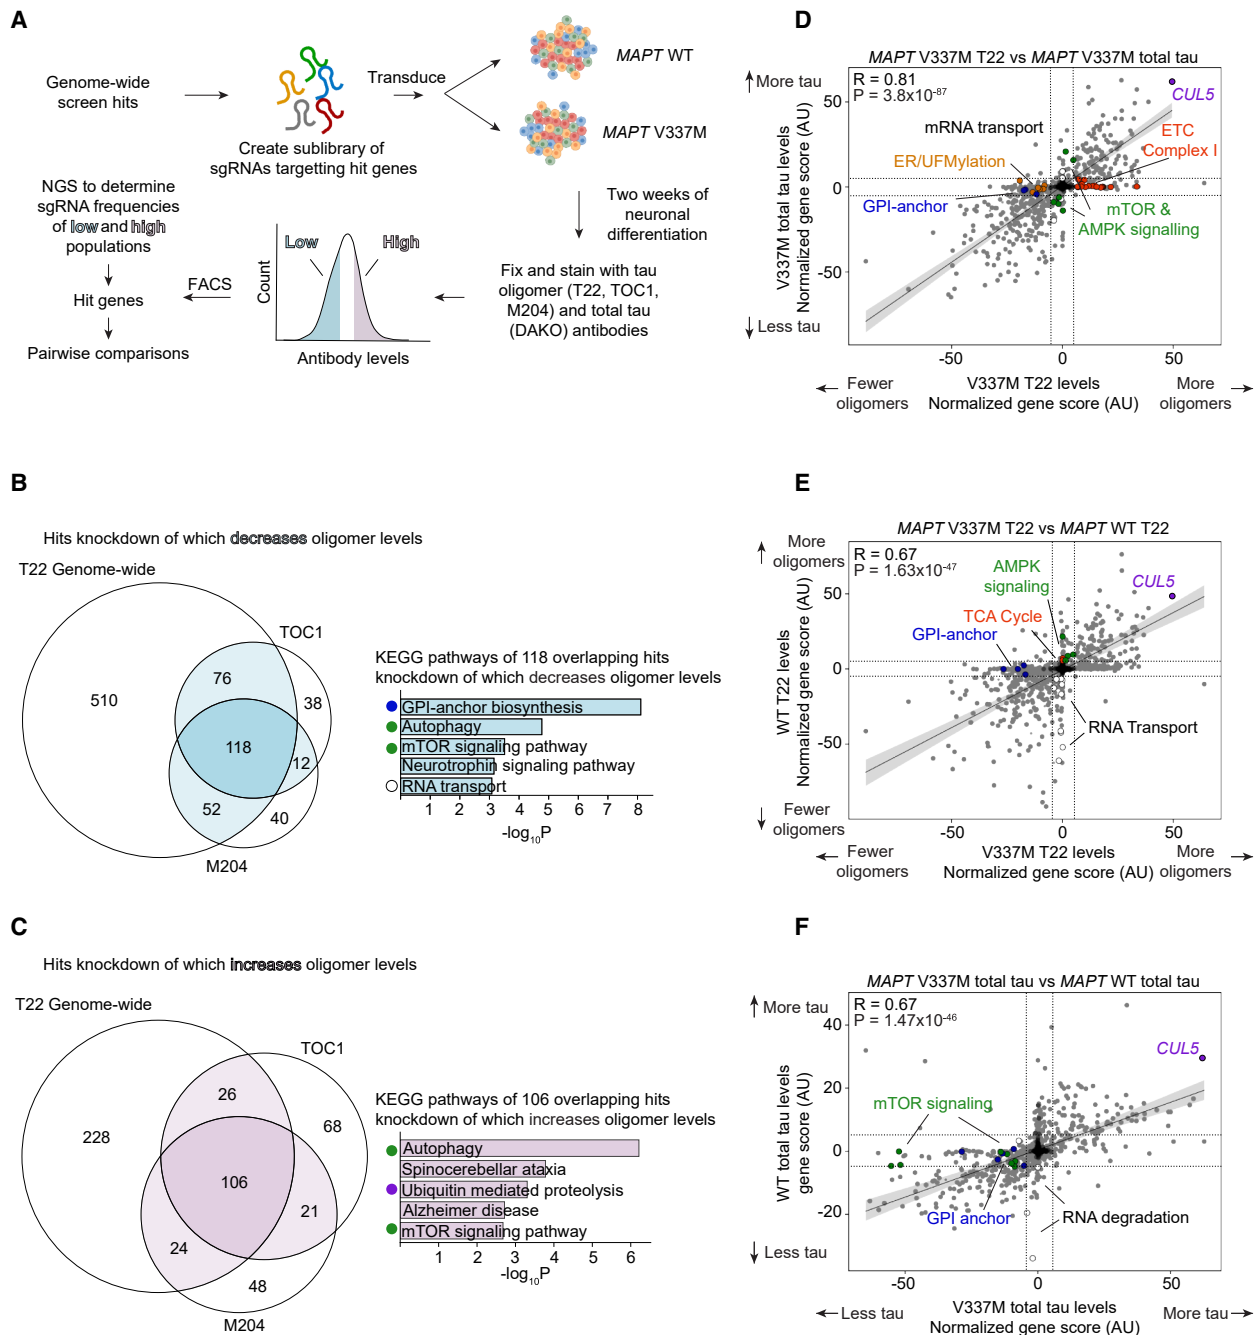 A
Genome-wide
screen hits
Create sublibrary of
sgRNAs targetting hit genes
Transduce
MAPT WT
MAPT V337M
Two weeks of
neuronal
differentiation
Fix and stain with tau
oligomer (T22, TOC1,
M204) and total tau
(DAKO) antibodies
Low
High
Count
Antibody levels
FACS
NGS to determine
sgRNA frequencies
of low and high
populations
Hit genes
Pairwise comparisons
B
Hits knockdown of which decreases oligomer levels
T22 Genome-wide
TOC1
M204
510
76
38
118
12
52
40
KEGG pathways of 118 overlapping hits
knockdown of which decreases oligomer levels
GPI-anchor biosynthesis
Autophagy
mTOR signaling pathway
Neurotrophin signaling pathway
RNA transport
1 2 3 4 5 6 7 8
-log10P
C
Hits knockdown of which increases oligomer levels
T22 Genome-wide
TOC1
M204
228
26
68
106
21
24
48
KEGG pathways of 106 overlapping hits
knockdown of which increases oligomer levels
Autophagy
Spinocerebellar ataxia
Ubiquitin mediated proteolysis
Alzheimer disease
mTOR signaling pathway
1 2 3 4 5 6
-log10P
D
MAPT V337M T22 vs MAPT V337M total tau
R = 0.81
P = 3.8x10-87
More tau
Less tau
V337M total tau levels
Normalized gene score (AU)
50
0
-50
CUL5
ETC
Complex I
mRNA transport
ER/UFMylation
GPI-anchor
mTOR &
AMPK signalling
-50 0 50
Fewer
oligomers
V337M T22 levels
Normalized gene score (AU)
More
oligomers
E
MAPT V337M T22 vs MAPT WT T22
R = 0.67
P = 1.63x10-47
More
oligomers
Fewer
oligomers
WT T22 levels
Normalized gene score (AU)
50
0
-50
AMPK
signaling
TCA Cycle
GPI-anchor
CUL5
RNA Transport
-50 0 50
Fewer
oligomers
V337M T22 levels
Normalized gene score (AU)
More
oligomers
F
MAPT V337M total tau vs MAPT WT total tau
R = 0.67
P = 1.47x10-46
More tau
Less tau
WT total tau levels
gene score (AU)
40
20
0
-20
CUL5
mTOR signaling
GPI anchor
RNA degradation
-50 0 50
Less tau
V337M total tau levels
Normalized gene score (AU)
More tau